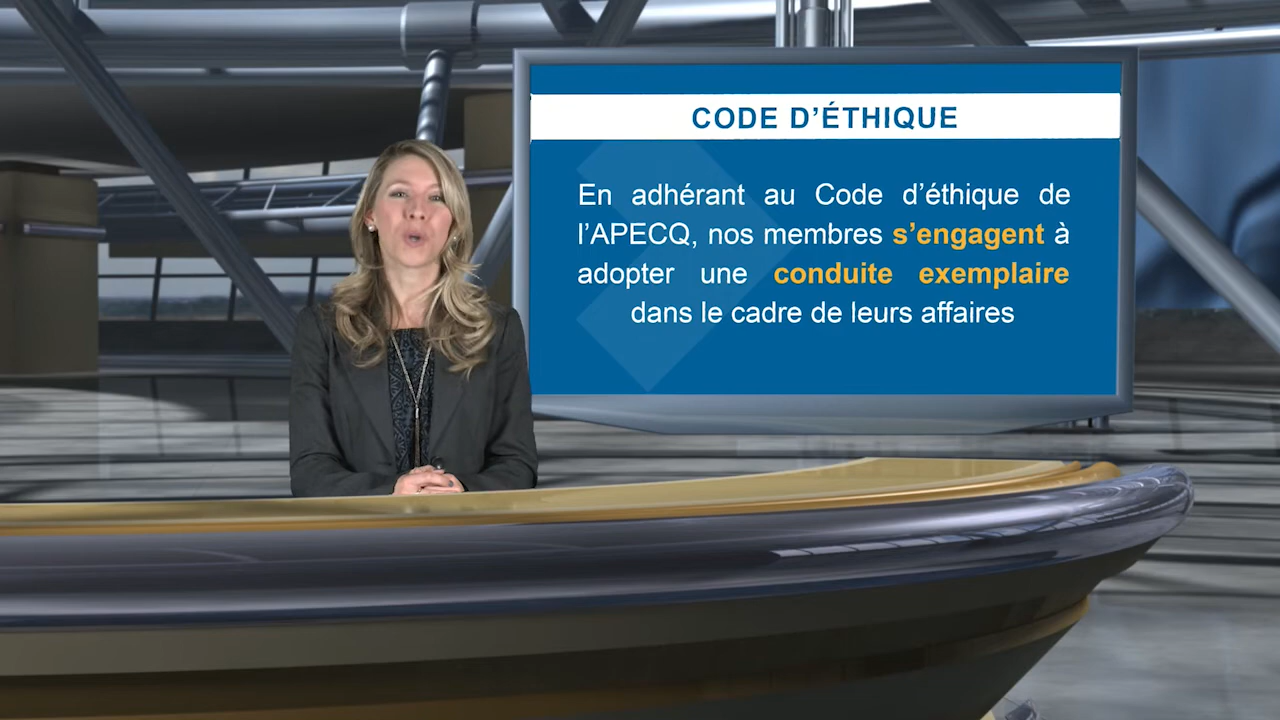 CODE D’ÉTHIQUE
En adhérant au Code d’éthique de
l’APECQ, nos membres s’engagent à
adopter une conduite exemplaire
dans le cadre de leurs affaires